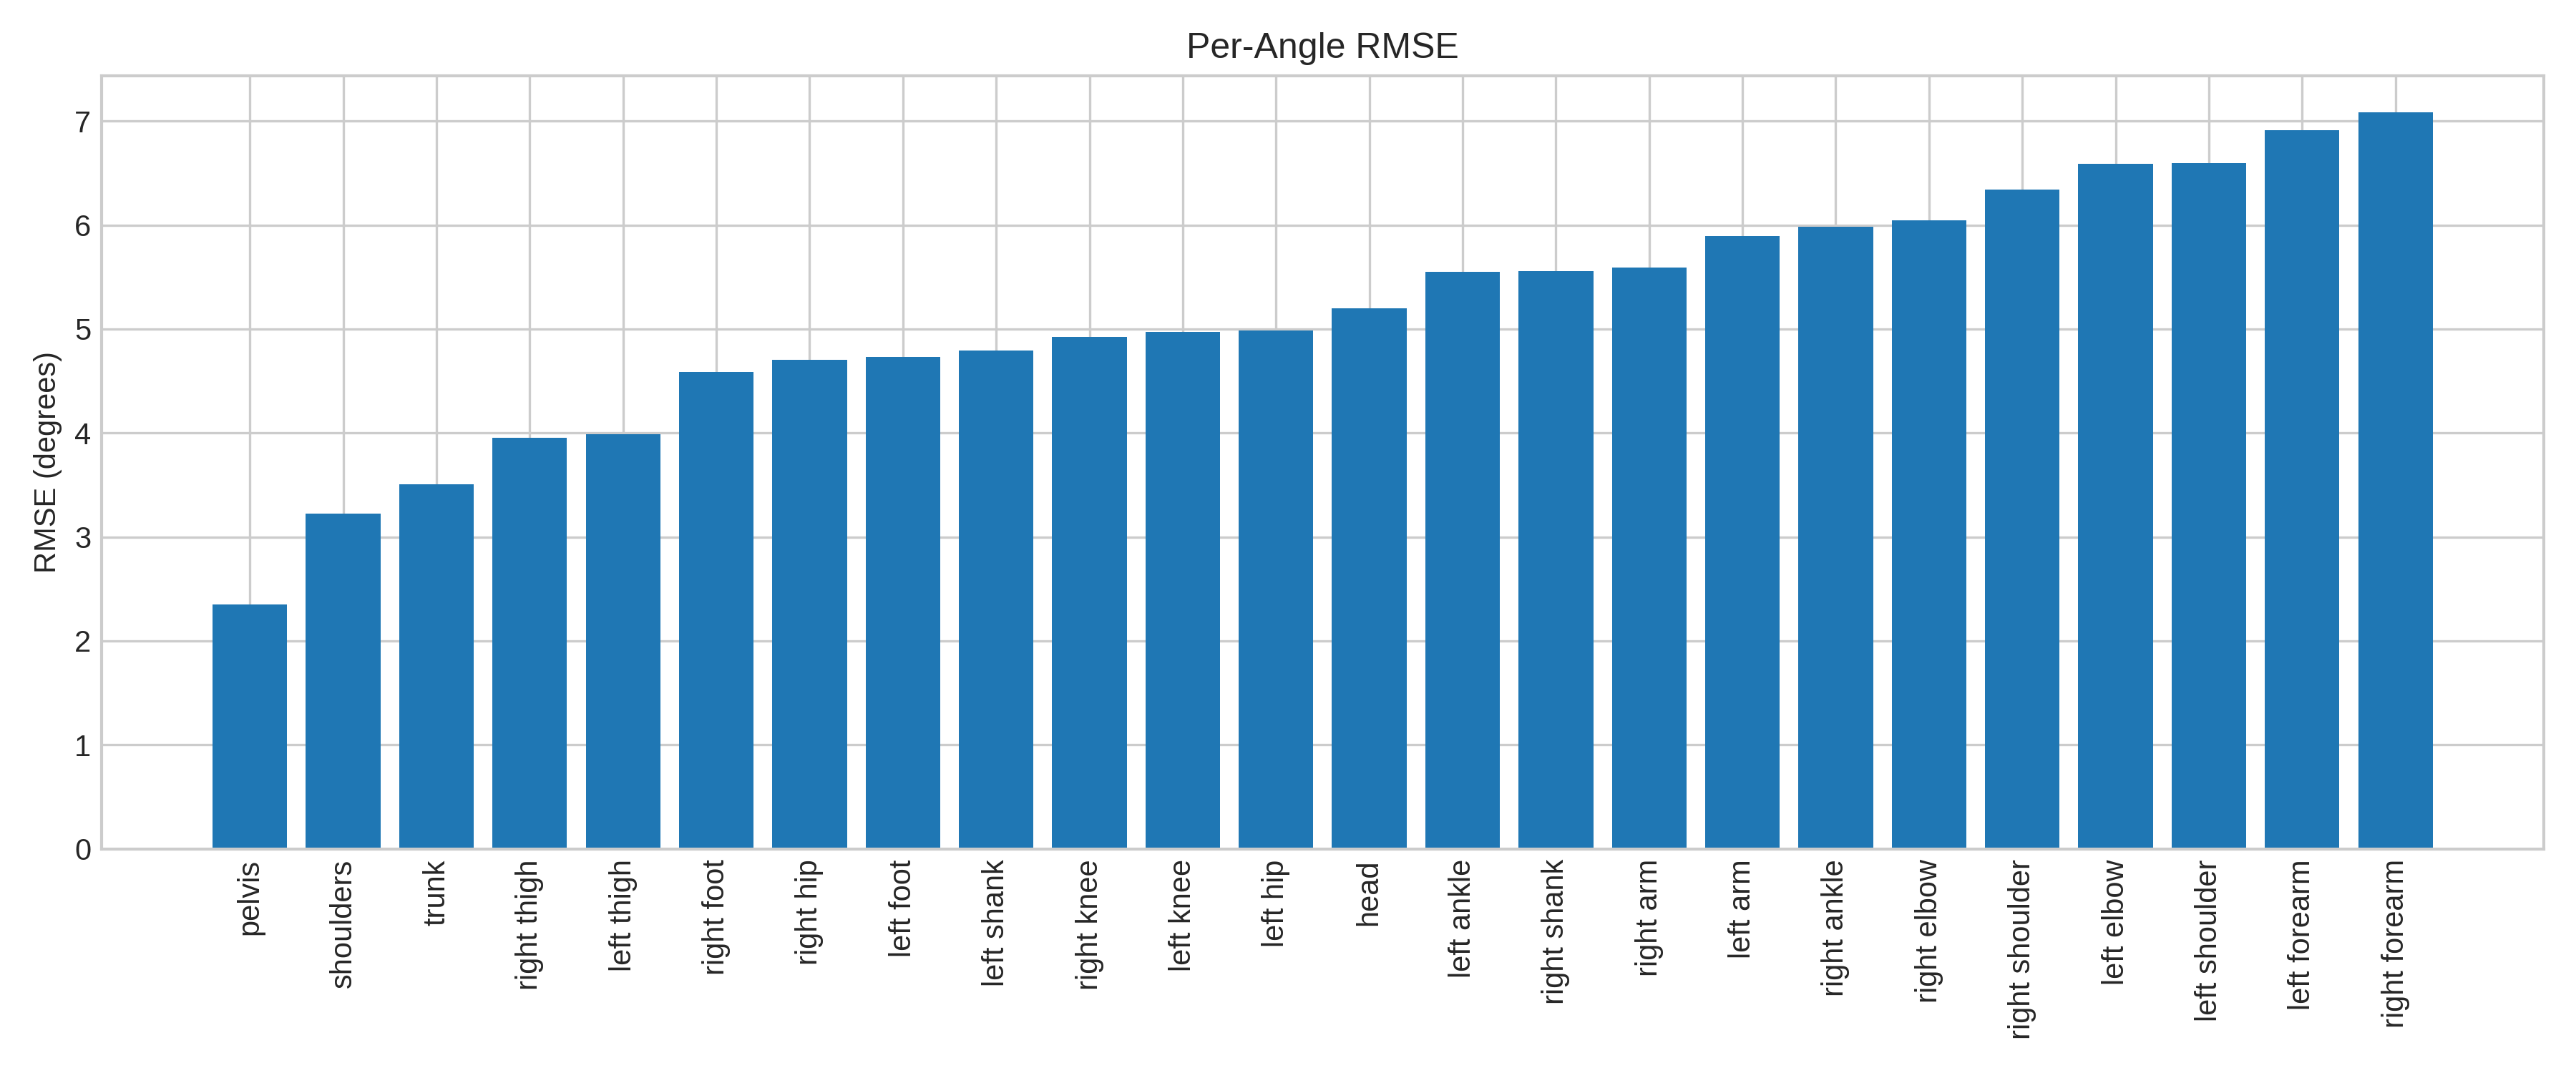 Per-Angle RMSE
RMSE (degrees)
7
6
5
4
3
2
1
0
pelvis
shoulders
trunk
right thigh
left thigh
right foot
right hip
left foot
left shank
right knee
left knee
left hip
head
left ankle
right shank
right arm
left arm
right ankle
right elbow
right shoulder
left elbow
left shoulder
left forearm
right forearm